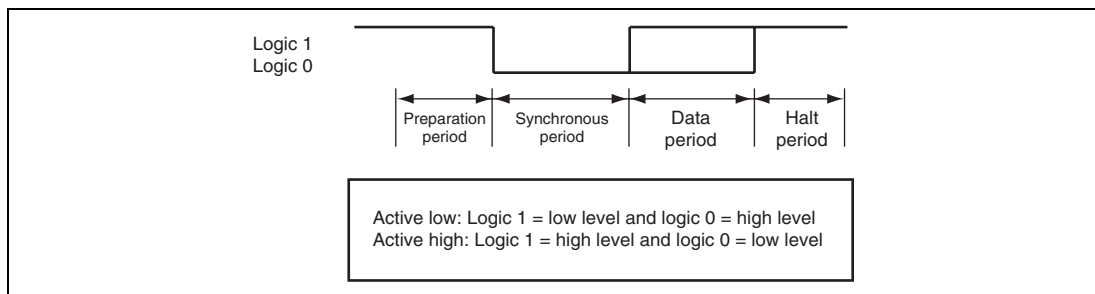 Logic 1
Logic 0
Preparation period
Synchronous period
Data period
Halt period
Active low: Logic 1 = low level and logic 0 = high level
Active high: Logic 1 = high level and logic 0 = low level